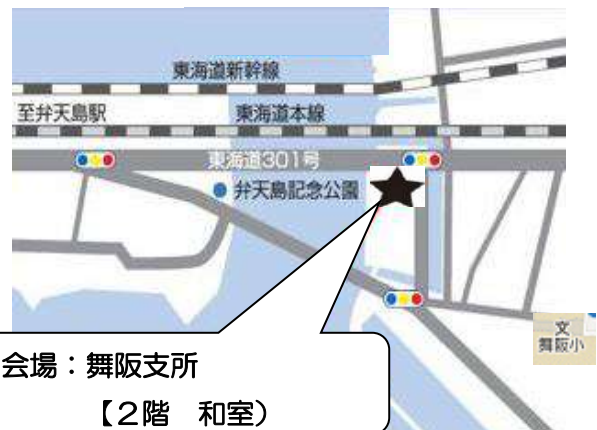 東海道新幹線
至弁天島駅
東海道本線
東海道301号
弁天島記念公園
文
舞阪小
会場：舞阪支所
【２階　和室）